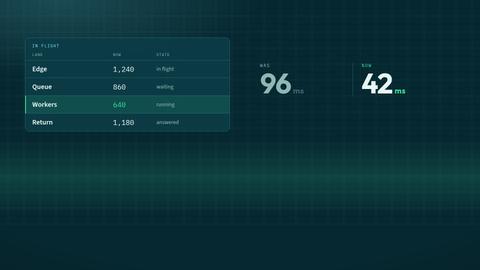 IN FLIGHT
LANE NOW STATE
Edge 1,240 in flight
Queue 860 waiting
Workers 640 running
Return 1,180 answered
WAS NOW
96 ms 42 ms